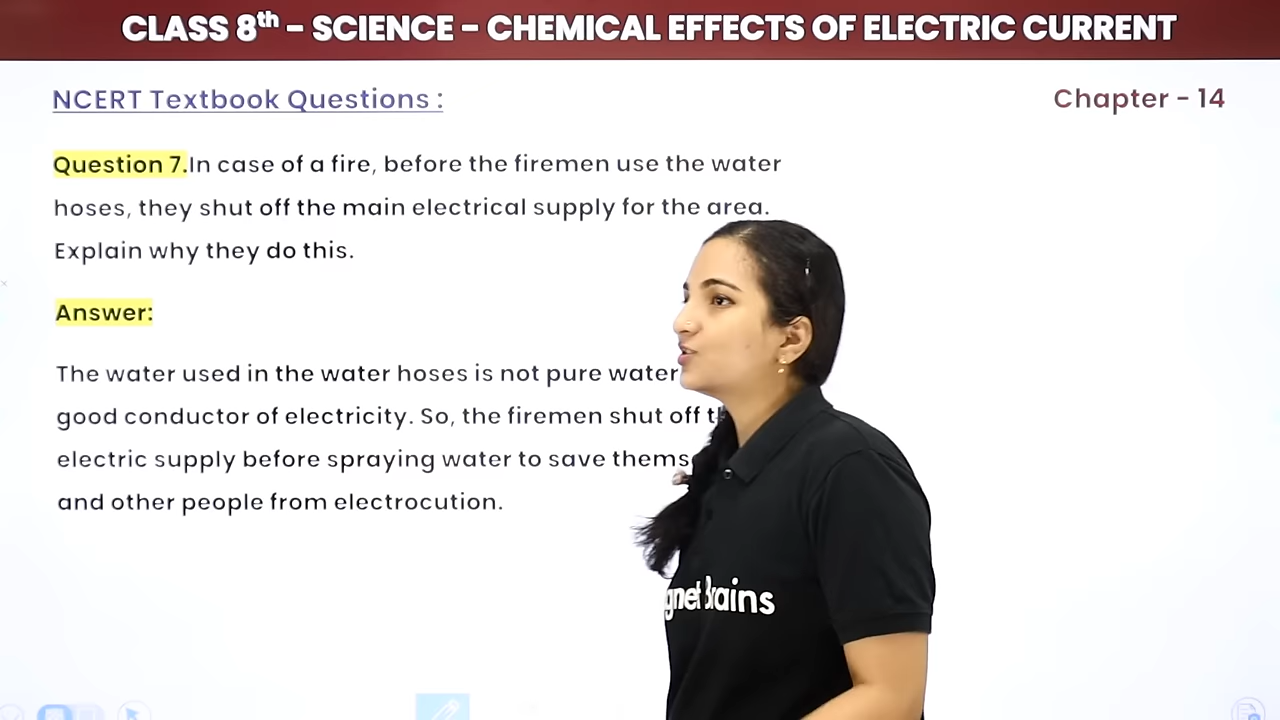 CLASS 8th - SCIENCE - CHEMICAL EFFECTS OF ELECTRIC CURRENT
NCERT Textbook Questions :
Chapter - 14
Question 7.In case of a fire, before the firemen use the water
hoses, they shut off the main electrical supply for the area.
Explain why they do this.
Answer:
The water used in the water hoses is not pure water
good conductor of electricity. So, the firemen shut off
electric supply before spraying water to save
and other people from electrocution.
Brains